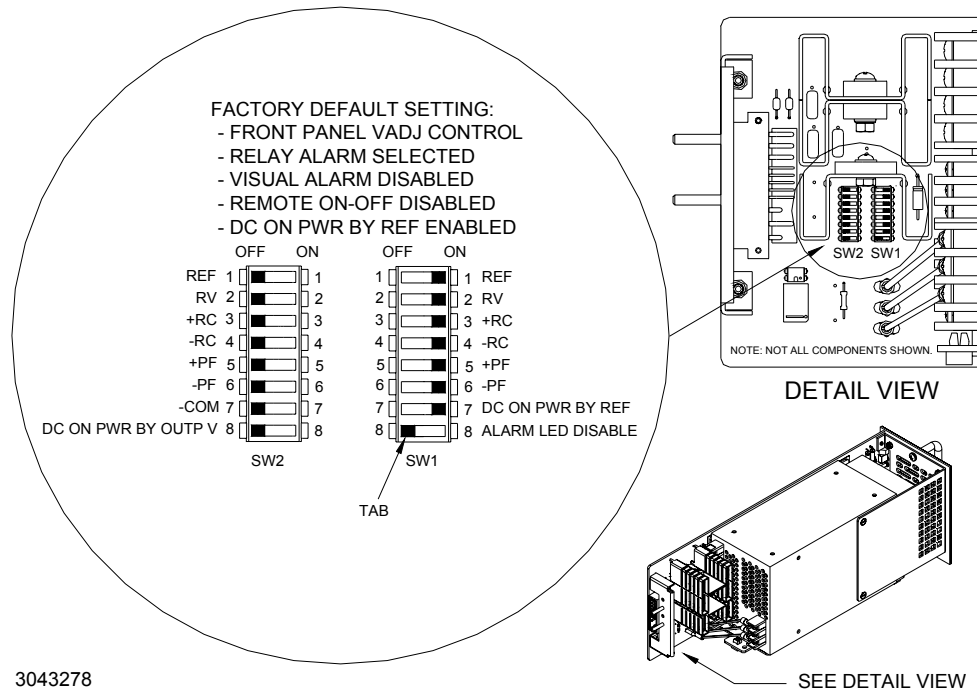 FACTORY DEFAULT SETTING:
- FRONT PANEL VADJ CONTROL
- RELAY ALARM SELECTED
- VISUAL ALARM DISABLED
- REMOTE ON-OFF DISABLED
- DC ON PWR BY REF ENABLED
OFF ON OFF ON
REF 1 1 1 1 REF
RV 2 2 2 2 RV
+RC 3 3 3 3 +RC
-RC 4 4 4 4 -RC
+PF 5 5 5 5 +PF
-PF 6 6 6 6 -PF
-COM 7 7 7 7 DC ON PWR BY REF
DC ON PWR BY OUTP V 8 8 8 8 ALARM LED DISABLE
SW2 SW1
TAB
SW2 SW1
NOTE: NOT ALL COMPONENTS SHOWN.
DETAIL VIEW
SEE DETAIL VIEW
3043278